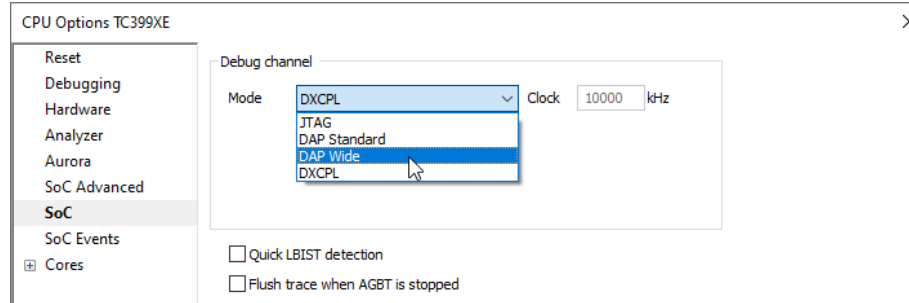 CPU Options TC399XE
Reset
Debugging
Hardware
Analyzer
Aurora
SoC Advanced
SoC
SoC Events
Cores
Debug channel
Mode DXCPL Clock 10000 kHz
JTAG
DAP Standard
DAP Wide
DXCPL
Quick LBIST detection
Flush trace when AGBT is stopped